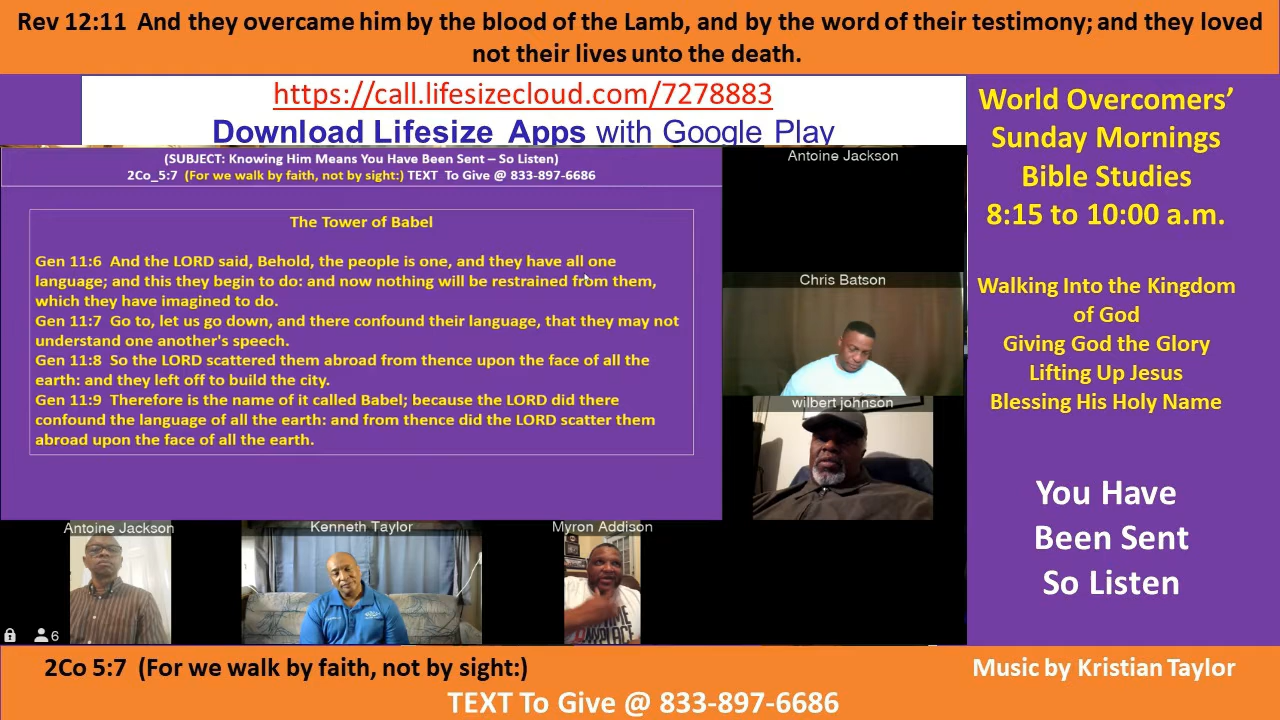 Rev 12:11  And they overcame him by the blood of the Lamb, and by the word of their testimony; and they loved
not their lives unto the death.
https://call.lifesizecloud.com/7278883
Download Lifesize Apps with Google Play
(SUBJECT: Knowing Him Means You Have Been Sent – So Listen)
2Co_5:7 (For we walk by faith, not by sight:) TEXT To Give @ 833-897-6686
The Tower of Babel
Gen 11:6 And the LORD said, Behold, the people is one, and they have all one
language; and this they begin to do: and now nothing will be restrained from them,
which they have imagined to do.
Gen 11:7 Go to, let us go down, and there confound their language, that they may not
understand one another's speech.
Gen 11:8 So the LORD scattered them abroad from thence upon the face of all the
earth: and they left off to build the city.
Gen 11:9 Therefore is the name of it called Babel; because the LORD did there
confound the language of all the earth: and from thence did the LORD scatter them
abroad upon the face of all the earth.
Antoine Jackson
Chris Batson
wilbert johnson
Antoine Jackson
Kenneth Taylor
Myron Addison
6
World Overcomers'
Sunday Mornings
Bible Studies
8:15 to 10:00 a.m.
Walking Into the Kingdom
of God
Giving God the Glory
Lifting Up Jesus
Blessing His Holy Name
You Have
Been Sent
So Listen
2Co 5:7 (For we walk by faith, not by sight:)
Music by Kristian Taylor
TEXT To Give @ 833-897-6686